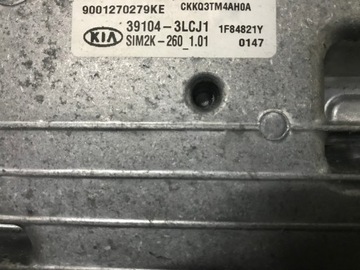 9001270279KE CKKQ3TM4AH0A
KIA 39104-3LCJ1 1F84821Y
SIM2K-260_1.01 0147